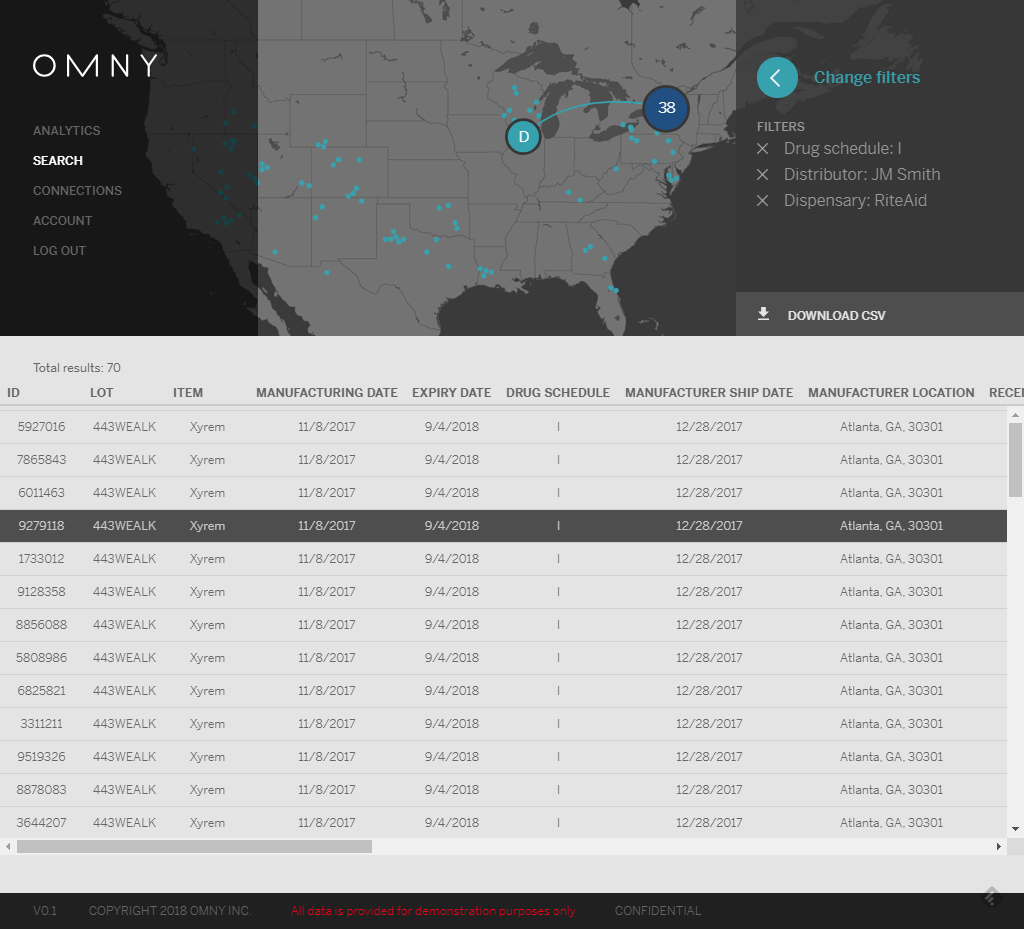 OMNY
ANALYTICS
SEARCH
CONNECTIONS
ACCOUNT
LOG OUT
D
38
Change filters
FILTERS
Drug schedule: I
Distributor: JM Smith
Dispensary: RiteAid
DOWNLOAD CSV
Total results: 70
ID LOT ITEM MANUFACTURING DATE EXPIRY DATE DRUG SCHEDULE MANUFACTURER SHIP DATE MANUFACTURER LOCATION RECEI
5927016 443WEALK Xyrem 11/8/2017 9/4/2018 I 12/28/2017 Atlanta, GA, 30301
7865843 443WEALK Xyrem 11/8/2017 9/4/2018 I 12/28/2017 Atlanta, GA, 30301
6011463 443WEALK Xyrem 11/8/2017 9/4/2018 I 12/28/2017 Atlanta, GA, 30301
9279118 443WEALK Xyrem 11/8/2017 9/4/2018 I 12/28/2017 Atlanta, GA, 30301
1733012 443WEALK Xyrem 11/8/2017 9/4/2018 I 12/28/2017 Atlanta, GA, 30301
9128358 443WEALK Xyrem 11/8/2017 9/4/2018 I 12/28/2017 Atlanta, GA, 30301
8856088 443WEALK Xyrem 11/8/2017 9/4/2018 I 12/28/2017 Atlanta, GA, 30301
5808986 443WEALK Xyrem 11/8/2017 9/4/2018 I 12/28/2017 Atlanta, GA, 30301
6825821 443WEALK Xyrem 11/8/2017 9/4/2018 I 12/28/2017 Atlanta, GA, 30301
3311211 443WEALK Xyrem 11/8/2017 9/4/2018 I 12/28/2017 Atlanta, GA, 30301
9519326 443WEALK Xyrem 11/8/2017 9/4/2018 I 12/28/2017 Atlanta, GA, 30301
8878083 443WEALK Xyrem 11/8/2017 9/4/2018 I 12/28/2017 Atlanta, GA, 30301
3644207 443WEALK Xyrem 11/8/2017 9/4/2018 I 12/28/2017 Atlanta, GA, 30301
V0.1 COPYRIGHT 2018 OMNY INC. All data is provided for demonstration purposes only CONFIDENTIAL